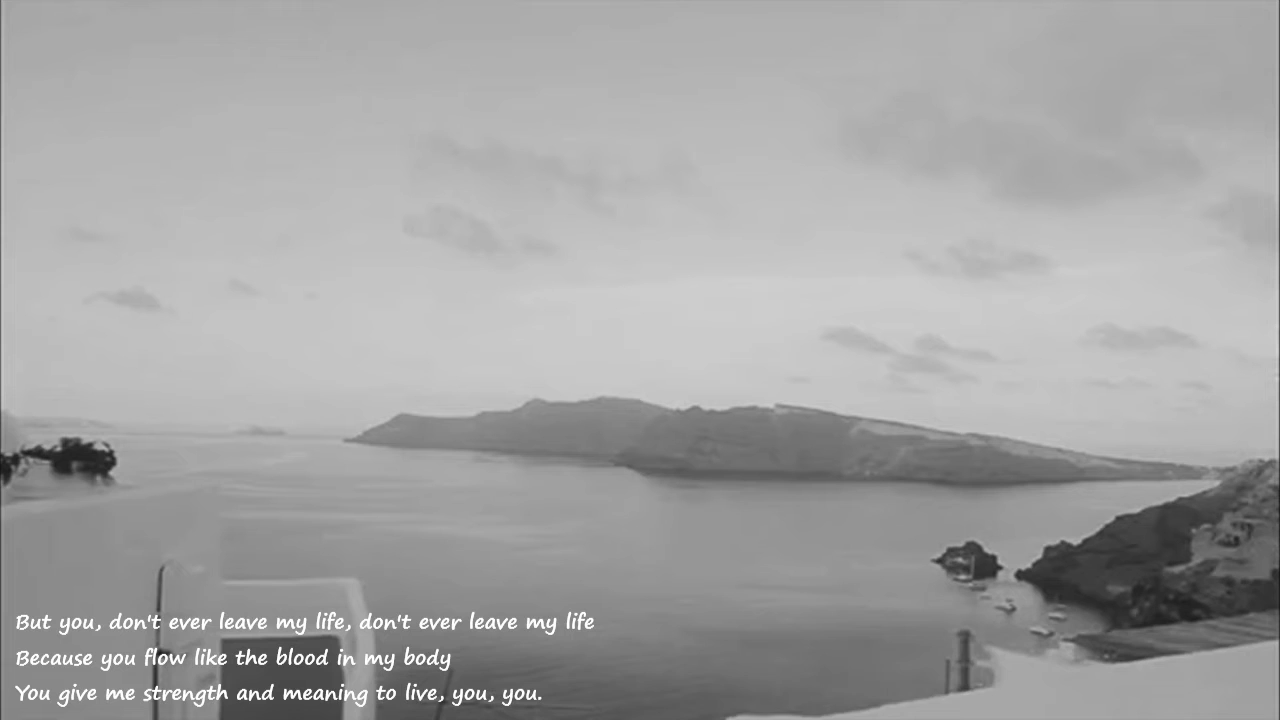 But you, don't ever leave my life, don't ever leave my life
Because you flow like the blood in my body
You give me strength and meaning to live, you, you.